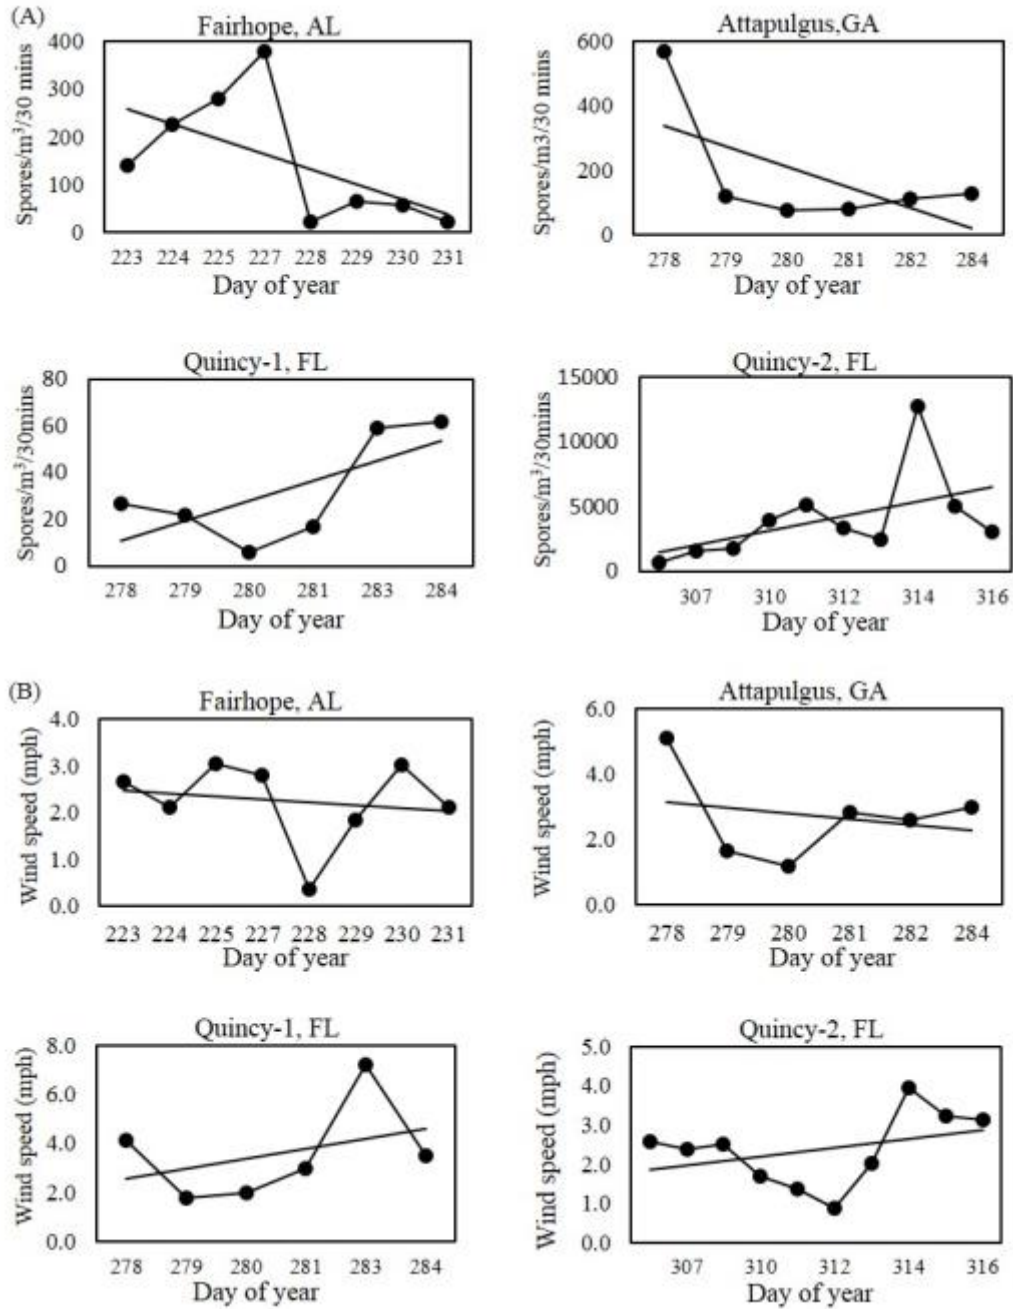 (A)
Fairhope, AL
Spores/m³/30 mins
400
300
200
100
0
223 224 225 227 228 229 230 231
Day of year
Attapulgus,GA
Spores/m3/30 mins
600
400
200
0
278 279 280 281 282 284
Day of year
Quincy-1, FL
Spores/m³/30mins
80
60
40
20
0
278 279 280 281 283 284
Day of year
Quincy-2, FL
Spores/m³/30mins
15000
10000
5000
0
307 310 312 314 316
Day of year
(B)
Fairhope, AL
Wind speed (mph)
4.0
3.0
2.0
1.0
0.0
223 224 225 227 228 229 230 231
Day of year
Attapulgus, GA
Wind speed (mph)
6.0
4.0
2.0
0.0
278 279 280 281 282 284
Day of year
Quincy-1, FL
Wind speed (mph)
8.0
6.0
4.0
2.0
0.0
278 279 280 281 283 284
Day of year
Quincy-2, FL
Wind speed (mph)
5.0
4.0
3.0
2.0
1.0
0.0
307 310 312 314 316
Day of year